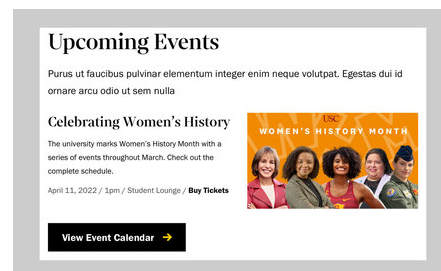 Upcoming Events
Purus ut faucibus pulvinar elementum integer enim neque volutpat. Egestas dui id
ornare arcu odio ut sem nulla
Celebrating Women's History
The university marks Women's History Month with a
series of events throughout March. Check out the
complete schedule.
April 11, 2022 / 1pm / Student Lounge / Buy Tickets
USC
WOMEN'S HISTORY MONTH
View Event Calendar →